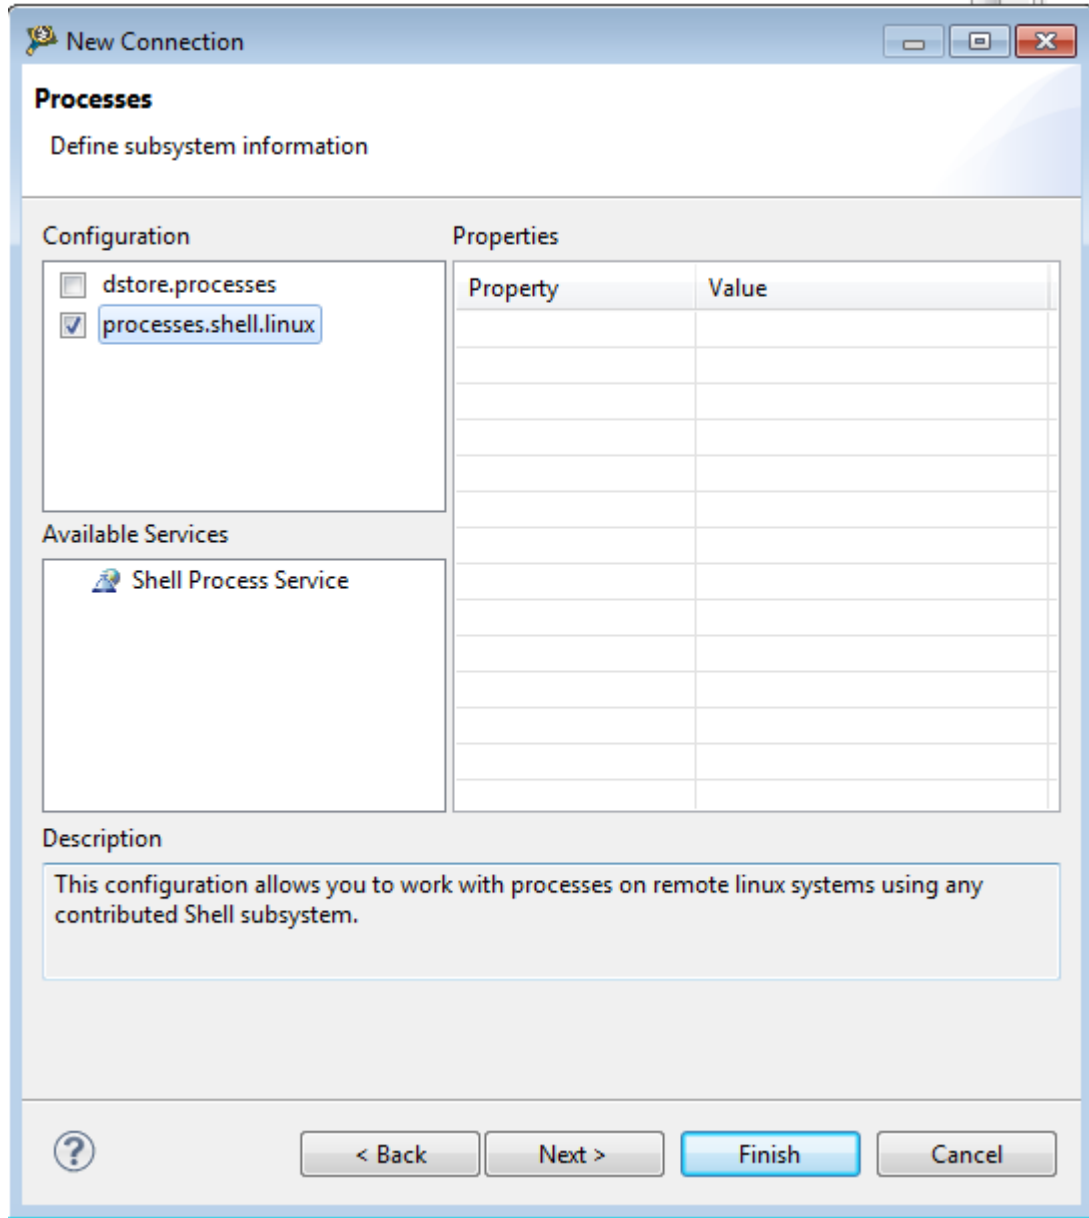 New Connection
Processes
Define subsystem information
Configuration
Properties
dstore.processes
processes.shell.linux
Property Value
Available Services
Shell Process Service
Description
This configuration allows you to work with processes on remote linux systems using any
contributed Shell subsystem.
?
< Back
Next >
Finish
Cancel